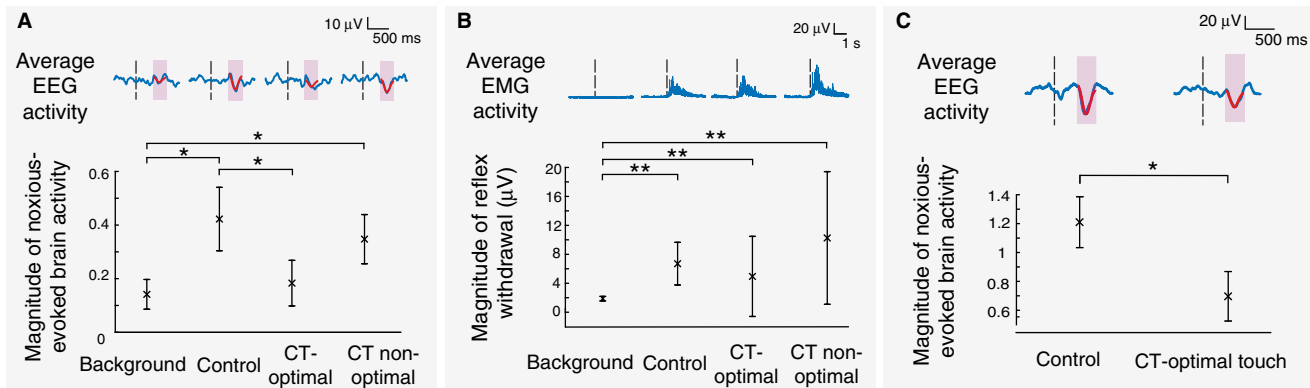 A
10 µV
500 ms
Average
EEG
activity
*
*
*
Magnitude of noxious-
evoked brain activity
0.6
0.4
0.2
0
Background
Control
CT-
optimal
CT non-
optimal
B
20 µV
1 s
Average
EMG
activity
**
**
**
Magnitude of reflex
withdrawal (µV)
20
16
12
8
4
0
Background
Control
CT-
optimal
CT non-
optimal
C
20 µV
500 ms
Average
EEG
activity
*
Magnitude of noxious-
evoked brain activity
1.4
1.2
1
0.8
0.6
Control
CT-optimal touch